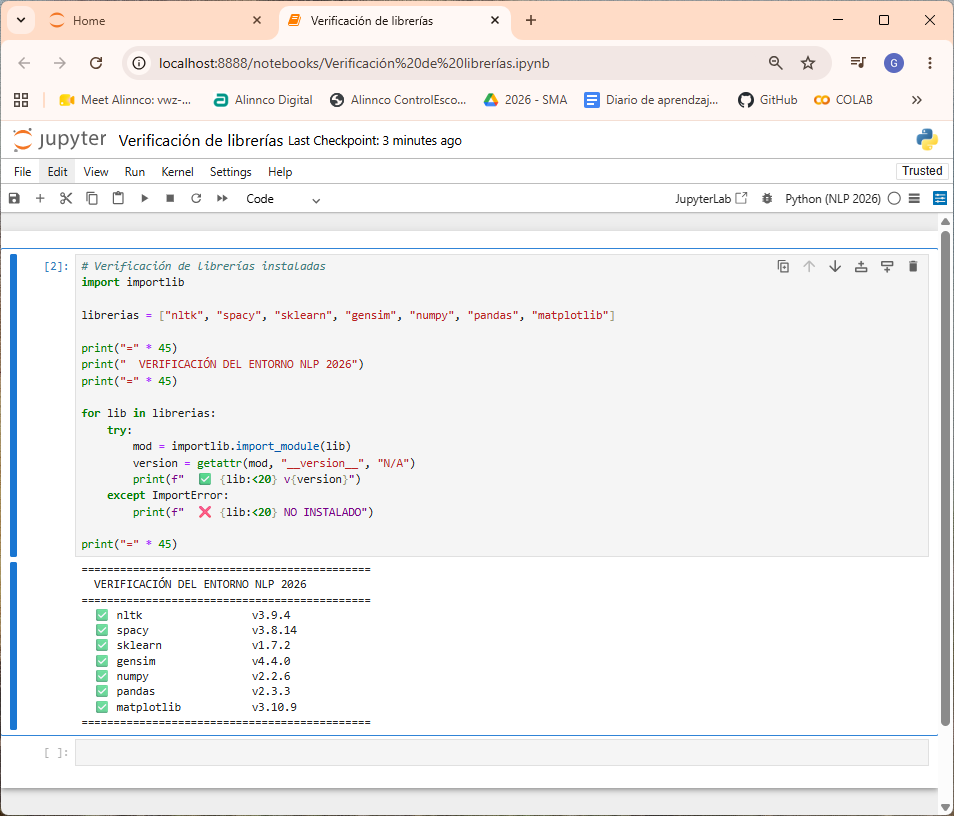 Home
Verificación de librerías
localhost:8888/notebooks/Verificación%20de%20librerías.ipynb
G
Meet Alinnco: vwz-...
Alinnco Digital
Alinnco ControlEsco...
2026 - SMA
Diario de aprendzaj...
GitHub
COLAB
jupyter Verificación de librerías Last Checkpoint: 3 minutes ago
File Edit View Run Kernel Settings Help
Trusted
Code
JupyterLab
Python (NLP 2026)
[2]:
# Verificación de librerías instaladas
import importlib
librerias = ["nltk", "spacy", "sklearn", "gensim", "numpy", "pandas", "matplotlib"]
print("=" * 45)
print("  VERIFICACIÓN DEL ENTORNO NLP 2026")
print("=" * 45)
for lib in librerias:
    try:
        mod = importlib.import_module(lib)
        version = getattr(mod, "__version__", "N/A")
        print(f"  ✅ {lib:<20} v{version}")
    except ImportError:
        print(f"  ❌ {lib:<20} NO INSTALADO")
print("=" * 45)
=============================================
  VERIFICACIÓN DEL ENTORNO NLP 2026
=============================================
  ✅ nltk                 v3.9.4
  ✅ spacy                v3.8.14
  ✅ sklearn              v1.7.2
  ✅ gensim               v4.4.0
  ✅ numpy                v2.2.6
  ✅ pandas               v2.3.3
  ✅ matplotlib           v3.10.9
=============================================
[ ]: